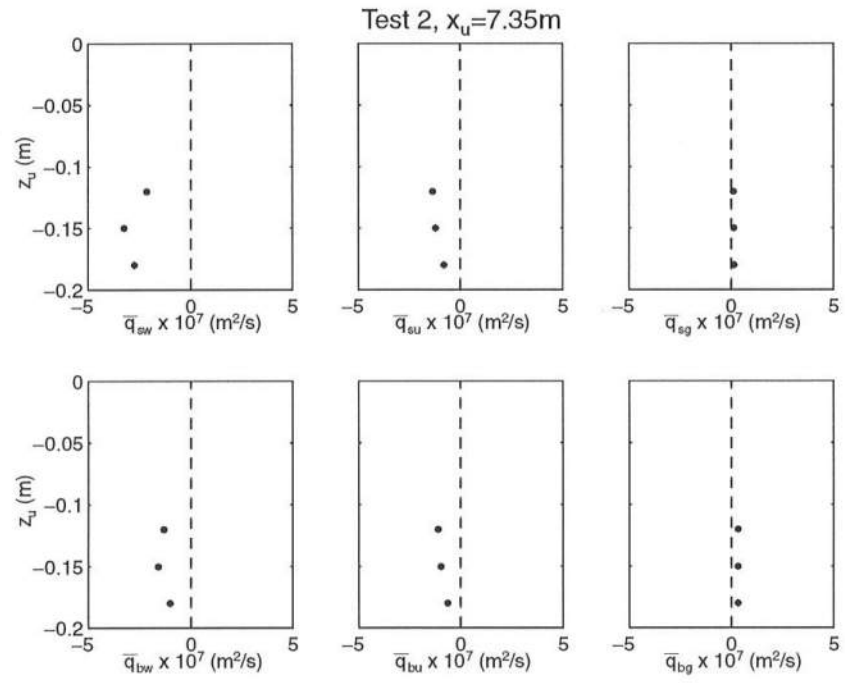 Test 2, xu=7.35m
0
−0.05
−0.1
−0.15
−0.2
zu (m)
−5 0 5
q̅sw x 10⁷ (m²/s)
−5 0 5
q̅su x 10⁷ (m²/s)
−5 0 5
q̅sg x 10⁷ (m²/s)
0
−0.05
−0.1
−0.15
−0.2
zu (m)
−5 0 5
q̅bw x 10⁷ (m²/s)
−5 0 5
q̅bu x 10⁷ (m²/s)
−5 0 5
q̅bg x 10⁷ (m²/s)